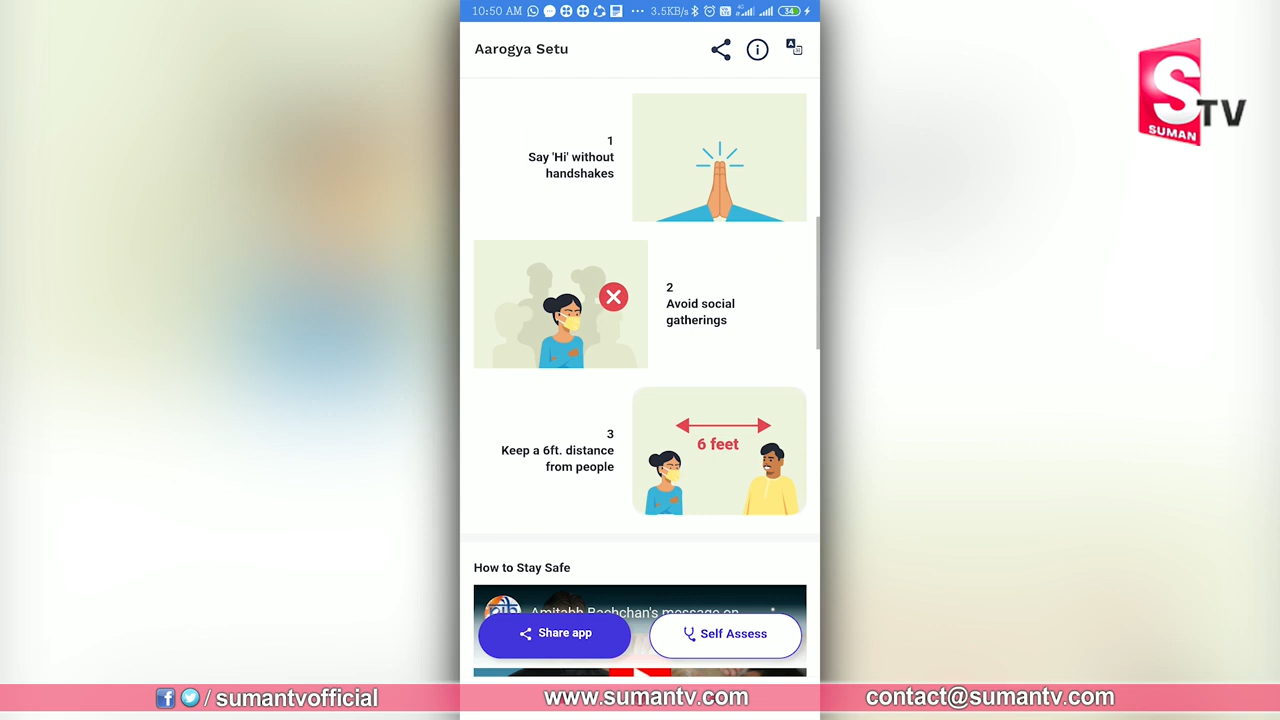 10:50 AM
3.5KB/s
34
Aarogya Setu
1
Say 'Hi' without
handshakes
2
Avoid social
gatherings
3
Keep a 6ft. distance
from people
6 feet
How to Stay Safe
Amitabh Bachchan's message on
Share app
Self Assess
S
TV
SUMAN
/ sumantvofficial
www.sumantv.com
contact@sumantv.com